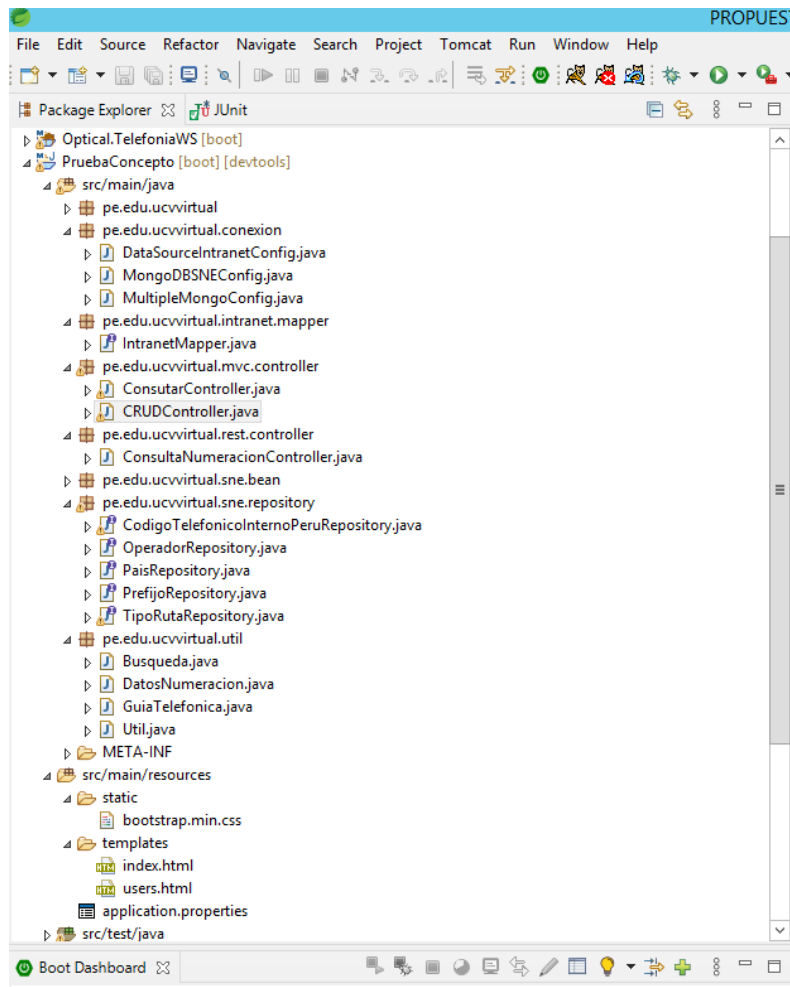 PROPUEST
File Edit Source Refactor Navigate Search Project Tomcat Run Window Help
Package Explorer JUnit
Optical.TelefoniaWS [boot]
PruebaConcepto [boot] [devtools]
src/main/java
pe.edu.ucvvirtual
pe.edu.ucvvirtual.conexion
DataSourceIntranetConfig.java
MongoDBSNEConfig.java
MultipleMongoConfig.java
pe.edu.ucvvirtual.intranet.mapper
IntranetMapper.java
pe.edu.ucvvirtual.mvc.controller
ConsutarController.java
CRUDController.java
pe.edu.ucvvirtual.rest.controller
ConsultaNumeracionController.java
pe.edu.ucvvirtual.sne.bean
pe.edu.ucvvirtual.sne.repository
CodigoTelefonicoInternoPeruRepository.java
OperadorRepository.java
PaisRepository.java
PrefijoRepository.java
TipoRutaRepository.java
pe.edu.ucvvirtual.util
Busqueda.java
DatosNumeracion.java
GuiaTelefonica.java
Util.java
META-INF
src/main/resources
static
bootstrap.min.css
templates
index.html
users.html
application.properties
src/test/java
Boot Dashboard